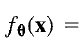 f_θ(x) =